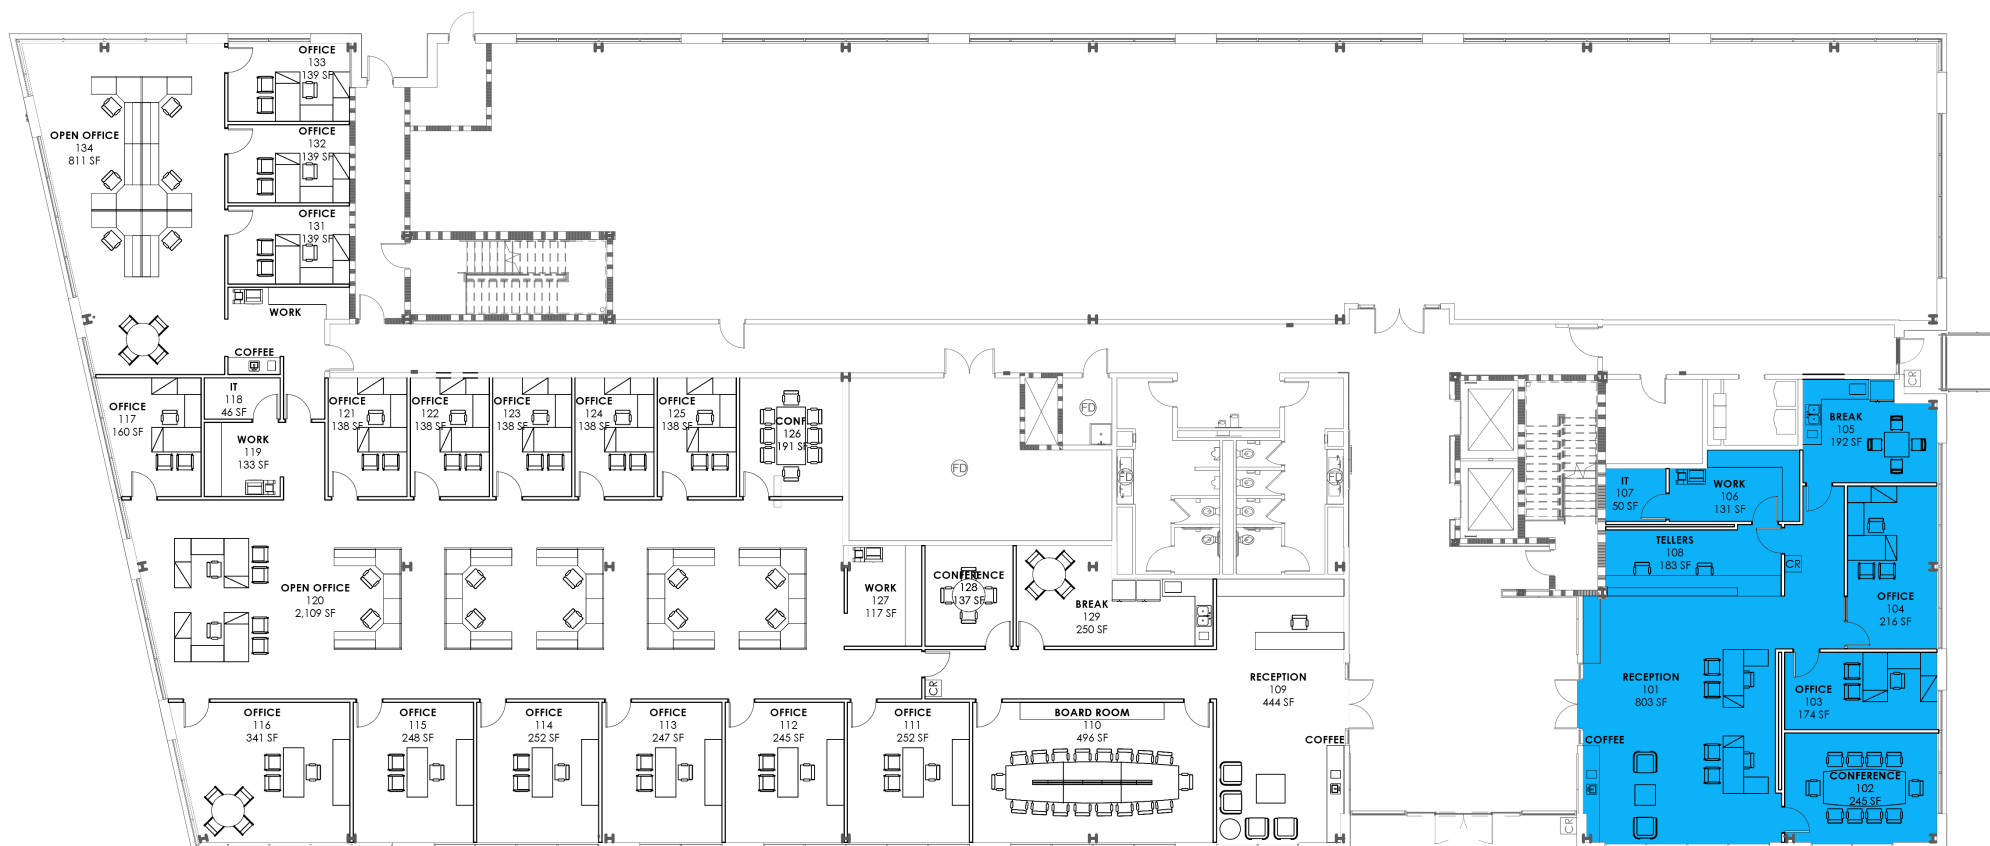 OFFICE
133
139 SF
OPEN OFFICE
134
811 SF
OFFICE
132
139 SF
OFFICE
131
139 SF
WORK
COFFEE
IT
118
46 SF
OFFICE
117
160 SF
WORK
119
133 SF
OFFICE
121
138 SF
OFFICE
122
138 SF
OFFICE
123
138 SF
OFFICE
124
138 SF
OFFICE
125
138 SF
CONF
126
191 SF
FD
FD
FD
FD
CR
BREAK
105
192 SF
IT
107
50 SF
WORK
106
131 SF
TELLERS
108
183 SF
CR
OFFICE
104
216 SF
OPEN OFFICE
120
2,109 SF
WORK
127
117 SF
CONFERENCE
128
137 SF
BREAK
129
250 SF
CR
RECEPTION
109
444 SF
RECEPTION
101
803 SF
OFFICE
103
174 SF
OFFICE
116
341 SF
OFFICE
115
248 SF
OFFICE
114
252 SF
OFFICE
113
247 SF
OFFICE
112
245 SF
OFFICE
111
252 SF
BOARD ROOM
110
496 SF
COFFEE
COFFEE
CONFERENCE
102
245 SF
CR